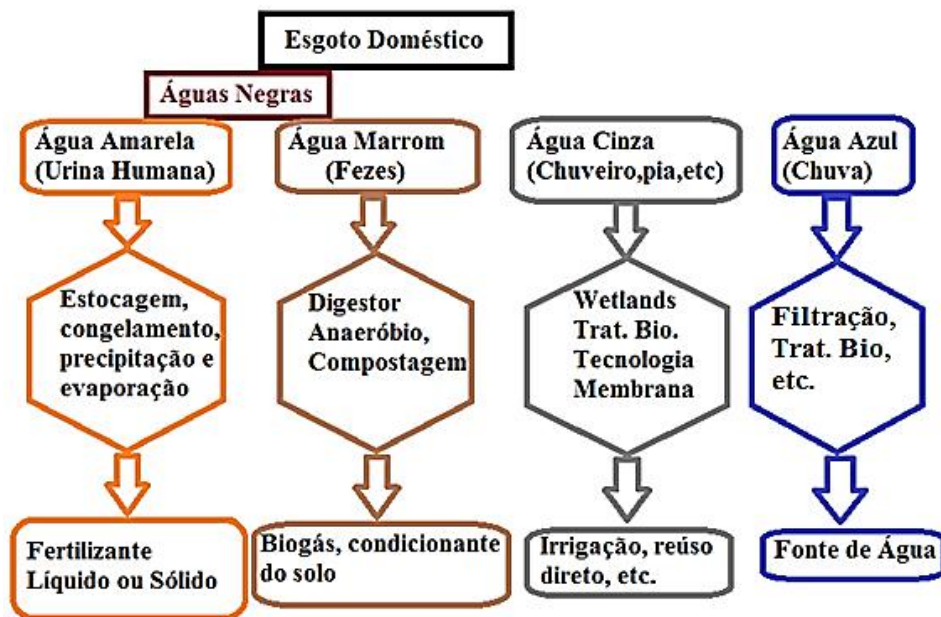 Esgoto Doméstico
Águas Negras
Água Amarela
(Urina Humana)
Água Marrom
(Fezes)
Água Cinza
(Chuveiro,pia,etc)
Água Azul
(Chuva)
Estocagem,
congelamento,
precipitação e
evaporação
Digestor
Anaeróbio,
Compostagem
Wetlands
Trat. Bio.
Tecnologia
Membrana
Filtração,
Trat. Bio,
etc.
Fertilizante
Líquido ou Sólido
Biogás, condicionante
do solo
Irrigação, reúso
direto, etc.
Fonte de Água